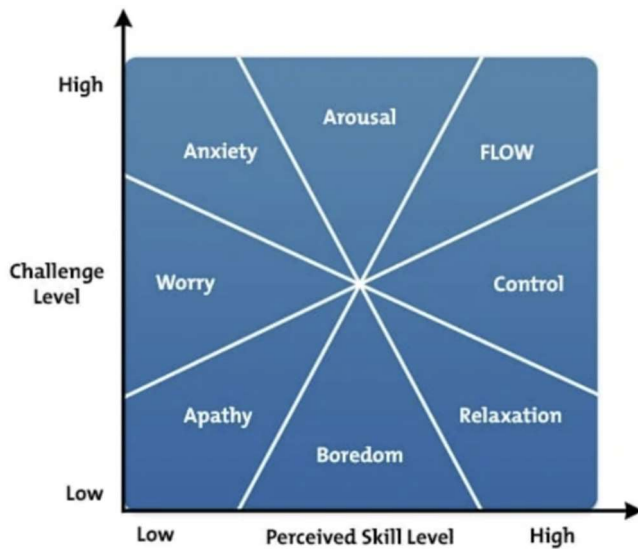 High
Arousal
Anxiety
FLOW
Challenge
Level
Worry
Control
Apathy
Relaxation
Boredom
Low
Low
Perceived Skill Level
High